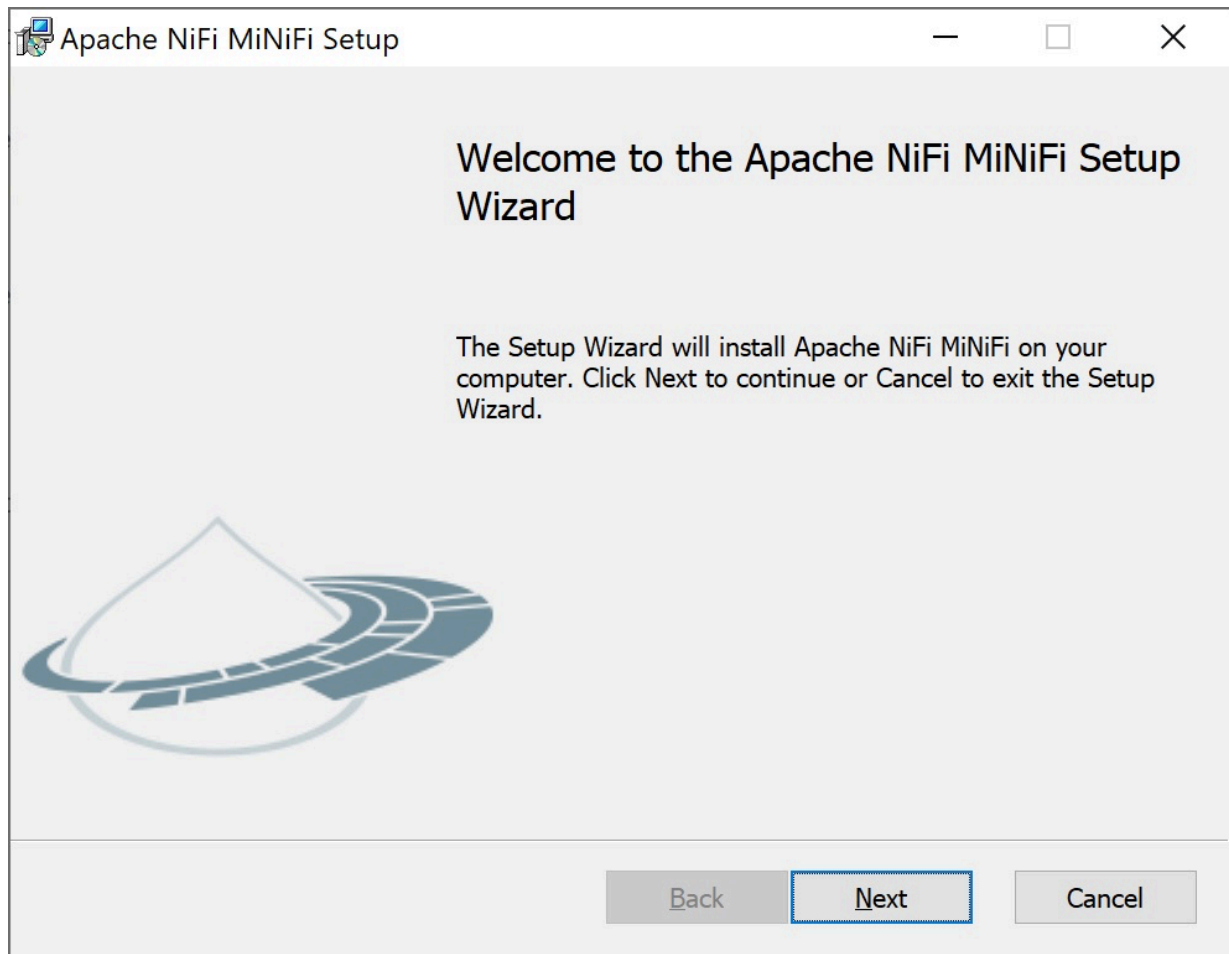 Apache NiFi MiNiFi Setup
Welcome to the Apache NiFi MiNiFi Setup
Wizard
The Setup Wizard will install Apache NiFi MiNiFi on your
computer. Click Next to continue or Cancel to exit the Setup
Wizard.
Back Next Cancel